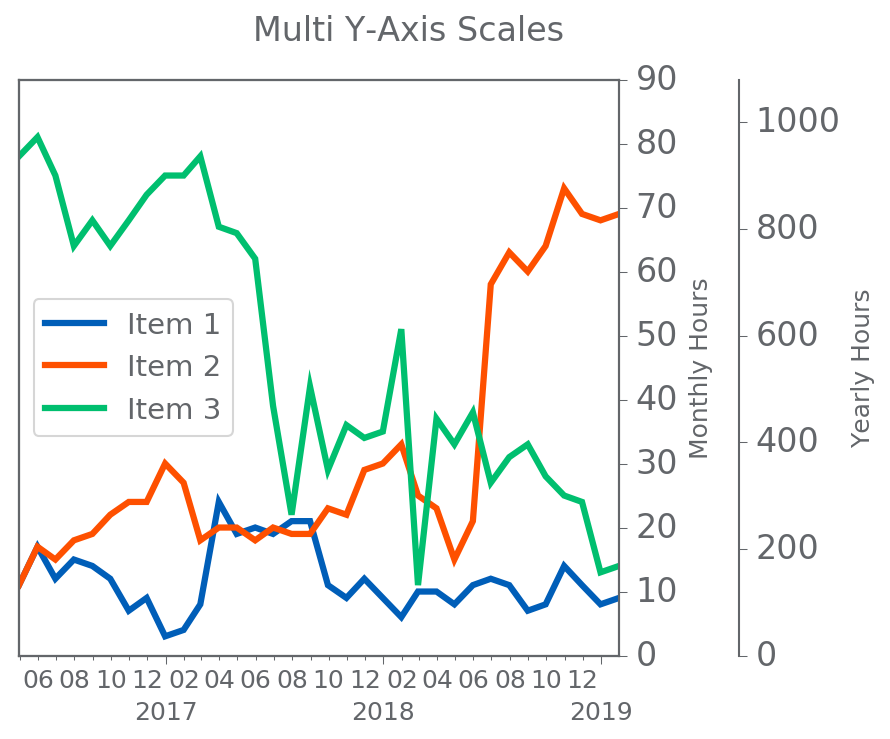 Multi Y-Axis Scales
Item 1
Item 2
Item 3
90
80
70
60
50
40
30
20
10
0
Monthly Hours
1000
800
600
400
200
0
Yearly Hours
06 08 10 12 02 04 06 08 10 12 02 04 06 08 10 12
2017 2018 2019